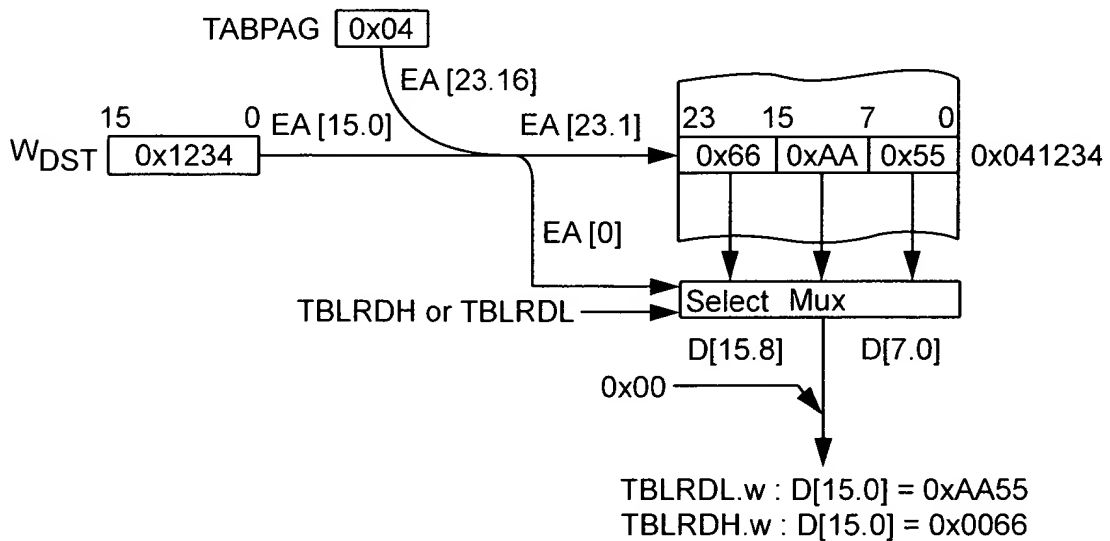 TABPAG 0x04
EA [23.16]
15 0 EA [15.0] EA [23.1] 23 15 7 0
WDST 0x1234 0x66 0xAA 0x55 0x041234
EA [0]
TBLRDH or TBLRDL Select Mux
D[15.8] D[7.0]
0x00
TBLRDL.w : D[15.0] = 0xAA55
TBLRDH.w : D[15.0] = 0x0066